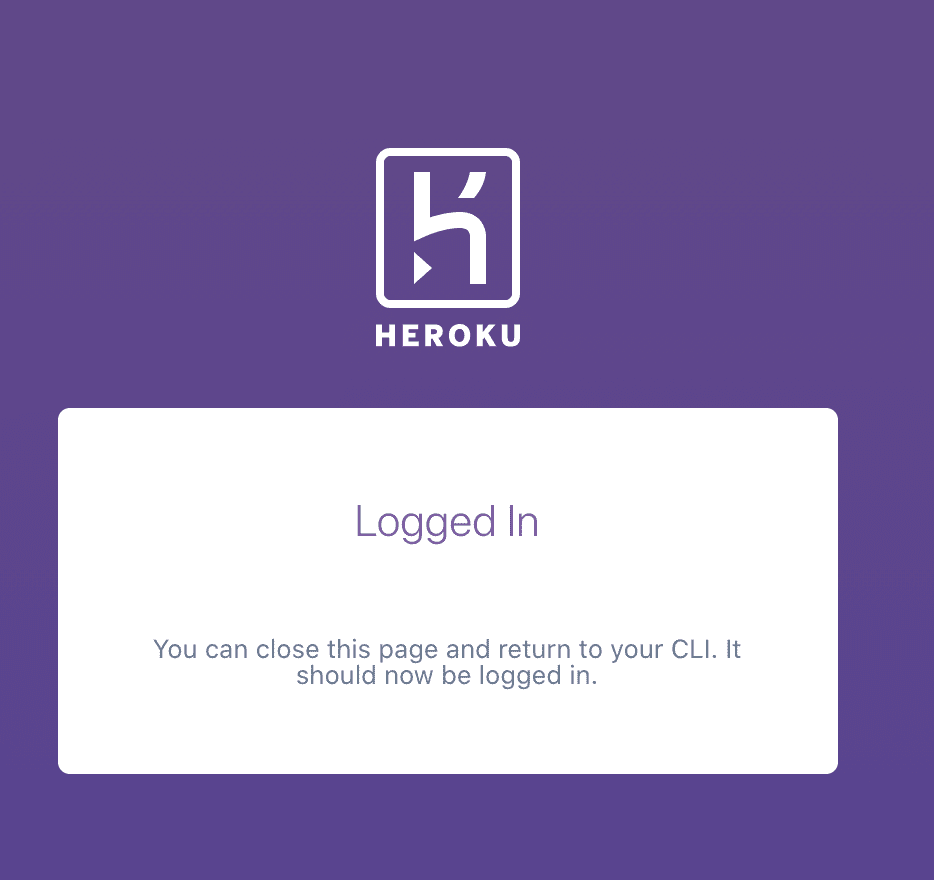 HEROKU
Logged In
You can close this page and return to your CLI. It
should now be logged in.